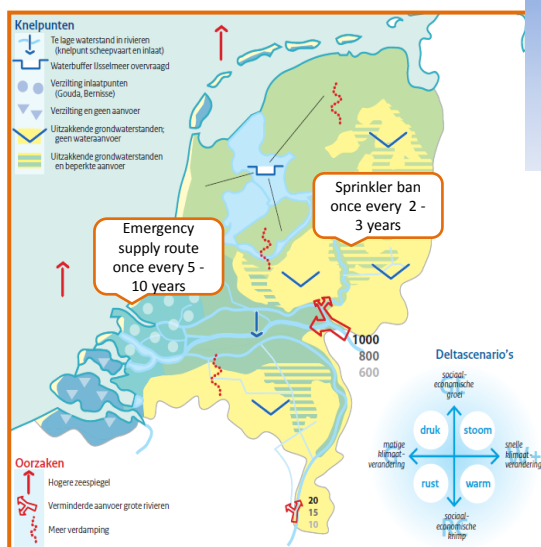 Knelpunten
Te lage waterstand in rivieren
(knelpunt scheepvaart en inlaat)
Waterbuffer IJsselmeer overvraagd
Verzilting inlaatpunten
(Gouda, Bernisse)
Verzilting en geen aanvoer
Uitzakkende grondwaterstanden;
geen wateraanvoer
Uitzakkende grondwaterstanden
en beperkte aanvoer
Sprinkler ban
once every 2 -
3 years
Emergency
supply route
once every 5 -
10 years
1000
800
600
Deltascenario's
sociaal-
economische
groei
druk
stoom
matige
klimaat-
verandering
snelle
klimaat-
verandering
rust
warm
sociaal-
economische
krimp
Oorzaken
Hogere zeespiegel
Verminderde aanvoer grote rivieren
Meer verdamping
20
15
10